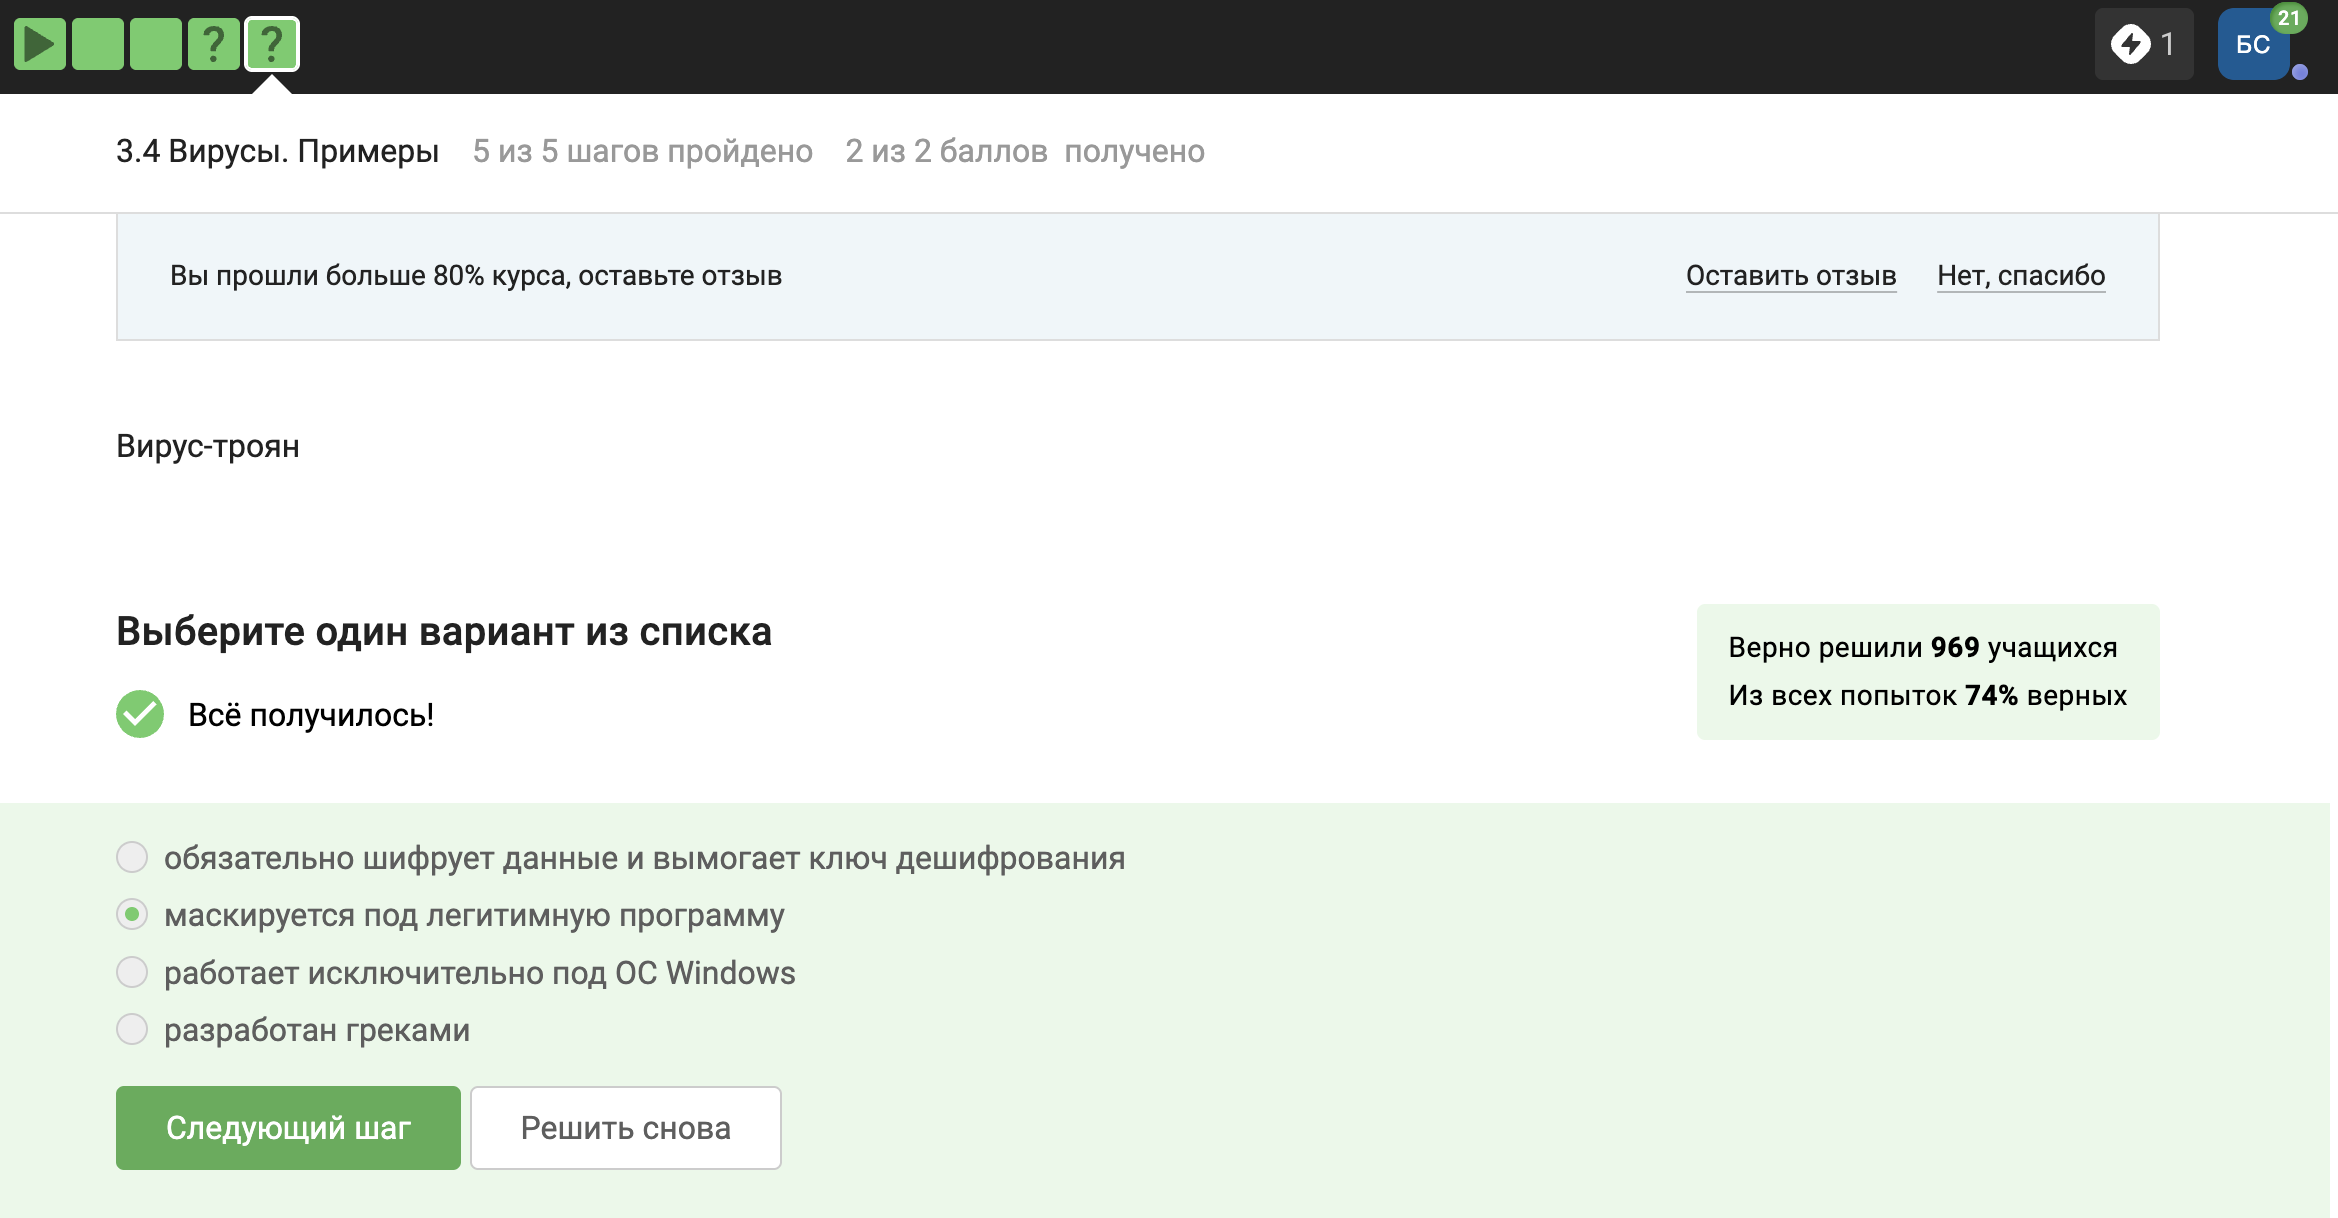 ? ? 1 БС 21
3.4 Вирусы. Примеры 5 из 5 шагов пройдено 2 из 2 баллов получено
Вы прошли больше 80% курса, оставьте отзыв Оставить отзыв Нет, спасибо
Вирус-троян
Выберите один вариант из списка
Всё получилось!
Верно решили 969 учащихся
Из всех попыток 74% верных
обязательно шифрует данные и вымогает ключ дешифрования
маскируется под легитимную программу
работает исключительно под ОС Windows
разработан греками
Следующий шаг Решить снова